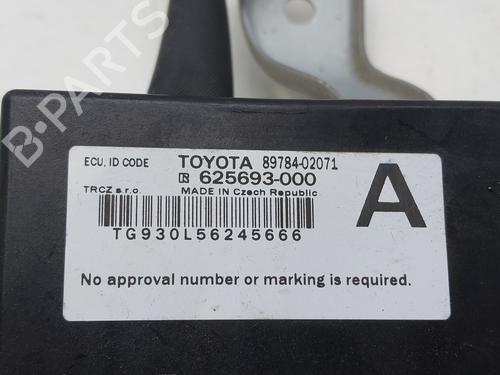 B-PARTS
ECU. ID CODE TOYOTA 89784-02071
R 625693-000
TRCZ s.r.o. MADE IN Czech Republic
A
TG930L56245666
No approval number or marking is required.